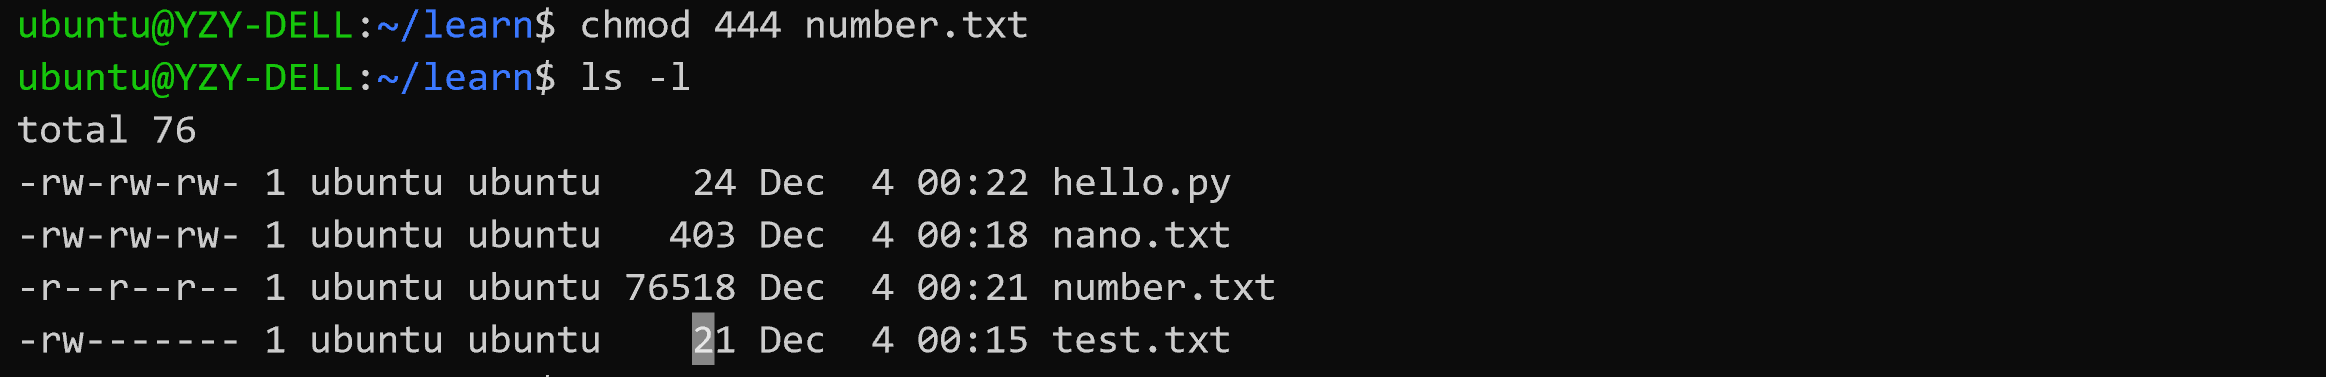 ubuntu@YZY-DELL:~/learn$ chmod 444 number.txt
ubuntu@YZY-DELL:~/learn$ ls -l
total 76
-rw-rw-rw- 1 ubuntu ubuntu    24 Dec  4 00:22 hello.py
-rw-rw-rw- 1 ubuntu ubuntu   403 Dec  4 00:18 nano.txt
-r--r--r-- 1 ubuntu ubuntu 76518 Dec  4 00:21 number.txt
-rw------- 1 ubuntu ubuntu    21 Dec  4 00:15 test.txt